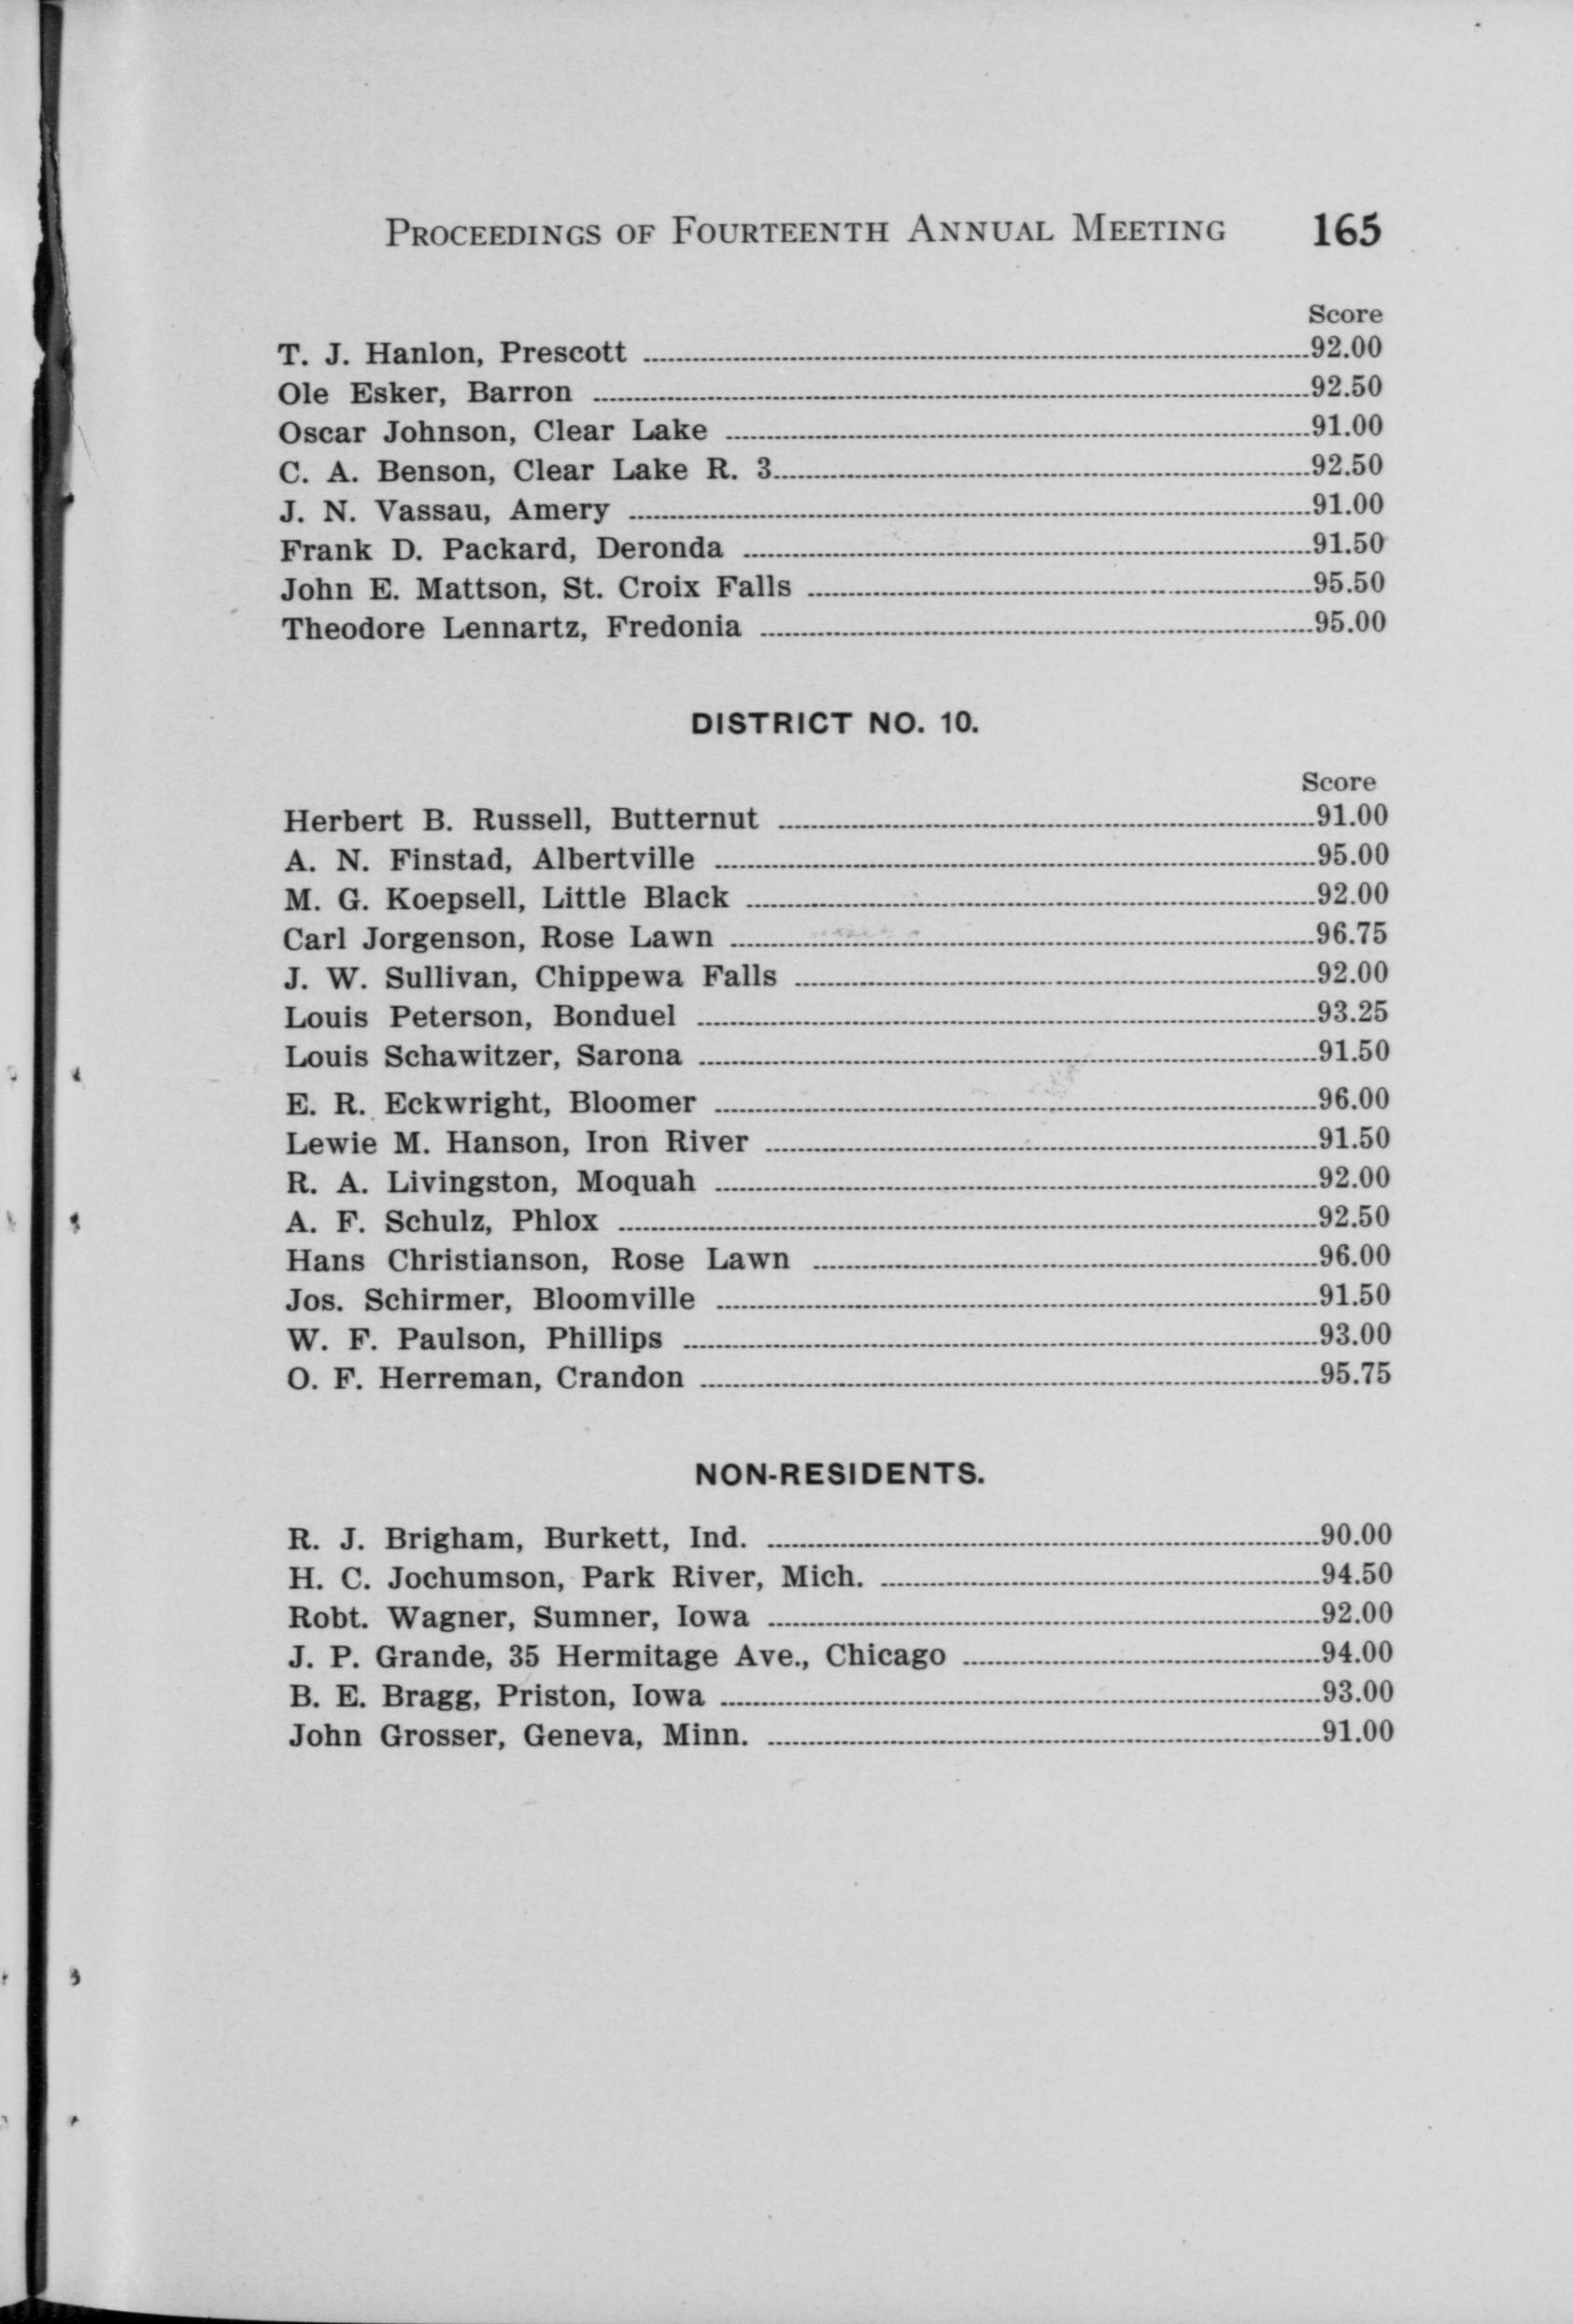 PROCEEDINGS OF FOURTEENTH ANNUAL MEETING 165
Score
T. J. Hanlon, Prescott 92.00
Ole Esker, Barron 92.50
Oscar Johnson, Clear Lake 91.00
C. A. Benson, Clear Lake R. 3 92.50
J. N. Vassau, Amery 91.00
Frank D. Packard, Deronda 91.50
John E. Mattson, St. Croix Falls 95.50
Theodore Lennartz, Fredonia 95.00
DISTRICT NO. 10.
Score
Herbert B. Russell, Butternut 91.00
A. N. Finstad, Albertville 95.00
M. G. Koepsell, Little Black 92.00
Carl Jorgenson, Rose Lawn 96.75
J. W. Sullivan, Chippewa Falls 92.00
Louis Peterson, Bonduel 93.25
Louis Schawitzer, Sarona 91.50
E. R. Eckwright, Bloomer 96.00
Lewie M. Hanson, Iron River 91.50
R. A. Livingston, Moquah 92.00
A. F. Schulz, Phlox 92.50
Hans Christianson, Rose Lawn 96.00
Jos. Schirmer, Bloomville 91.50
W. F. Paulson, Phillips 93.00
O. F. Herreman, Crandon 95.75
NON-RESIDENTS.
R. J. Brigham, Burkett, Ind. 90.00
H. C. Jochumson, Park River, Mich. 94.50
Robt. Wagner, Sumner, Iowa 92.00
J. P. Grande, 35 Hermitage Ave., Chicago 94.00
B. E. Bragg, Priston, Iowa 93.00
John Grosser, Geneva, Minn. 91.00